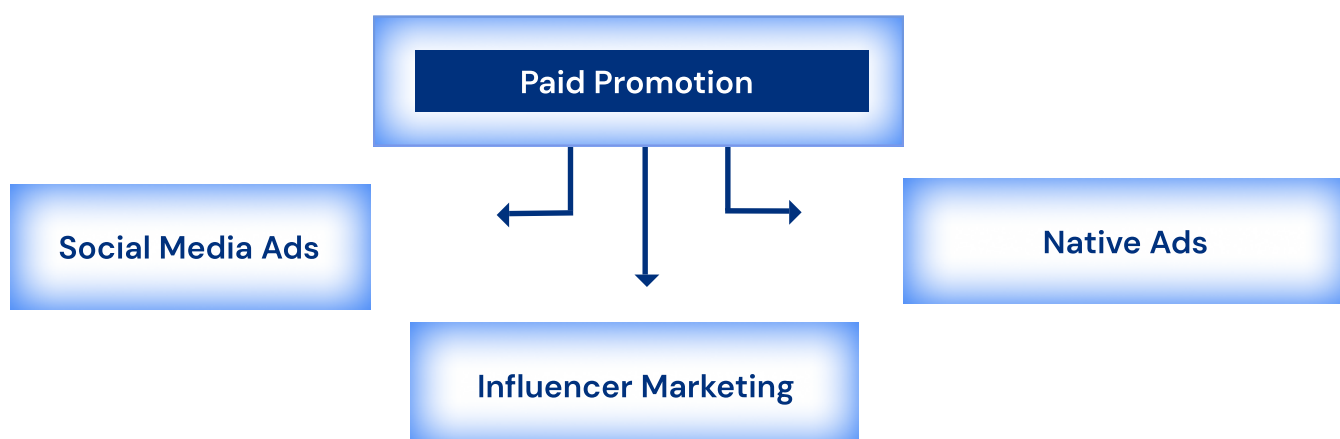 Paid Promotion
Social Media Ads
Native Ads
Influencer Marketing